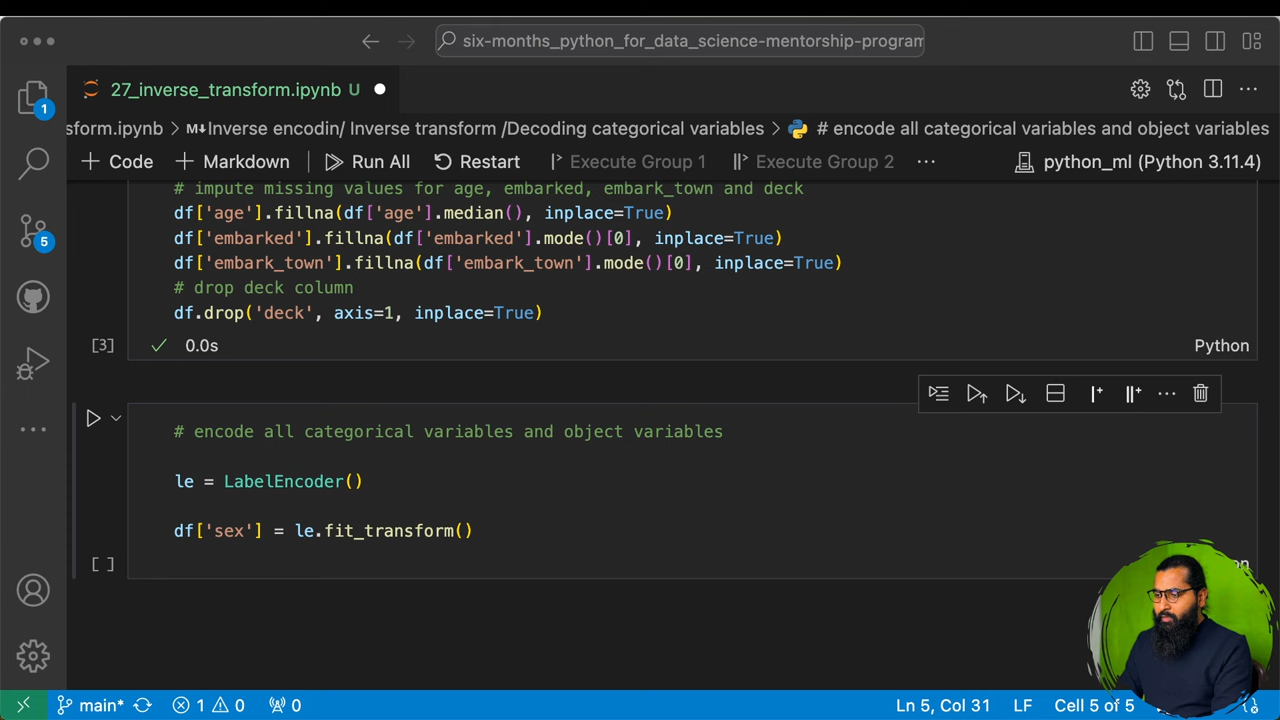 six-months_python_for_data_science-mentorship-program
27_inverse_transform.ipynb U
sform.ipynb > M↓Inverse encodin/ Inverse transform /Decoding categorical variables > # encode all categorical variables and object variables
+ Code + Markdown Run All Restart Execute Group 1 Execute Group 2 ··· python_ml (Python 3.11.4)
# impute missing values for age, embarked, embark_town and deck
df['age'].fillna(df['age'].median(), inplace=True)
df['embarked'].fillna(df['embarked'].mode()[0], inplace=True)
df['embark_town'].fillna(df['embark_town'].mode()[0], inplace=True)
# drop deck column
df.drop('deck', axis=1, inplace=True)
[3] ✓ 0.0s Python
# encode all categorical variables and object variables
le = LabelEncoder()
df['sex'] = le.fit_transform()
[ ]
1
5
main* 1 0 0 Ln 5, Col 31 LF Cell 5 of 5